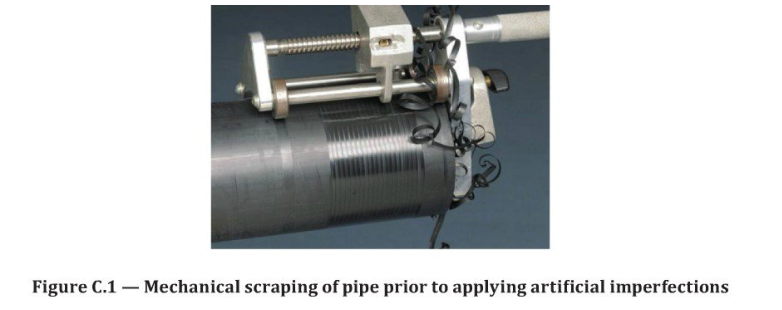 Figure C.1 — Mechanical scraping of pipe prior to applying artificial imperfections